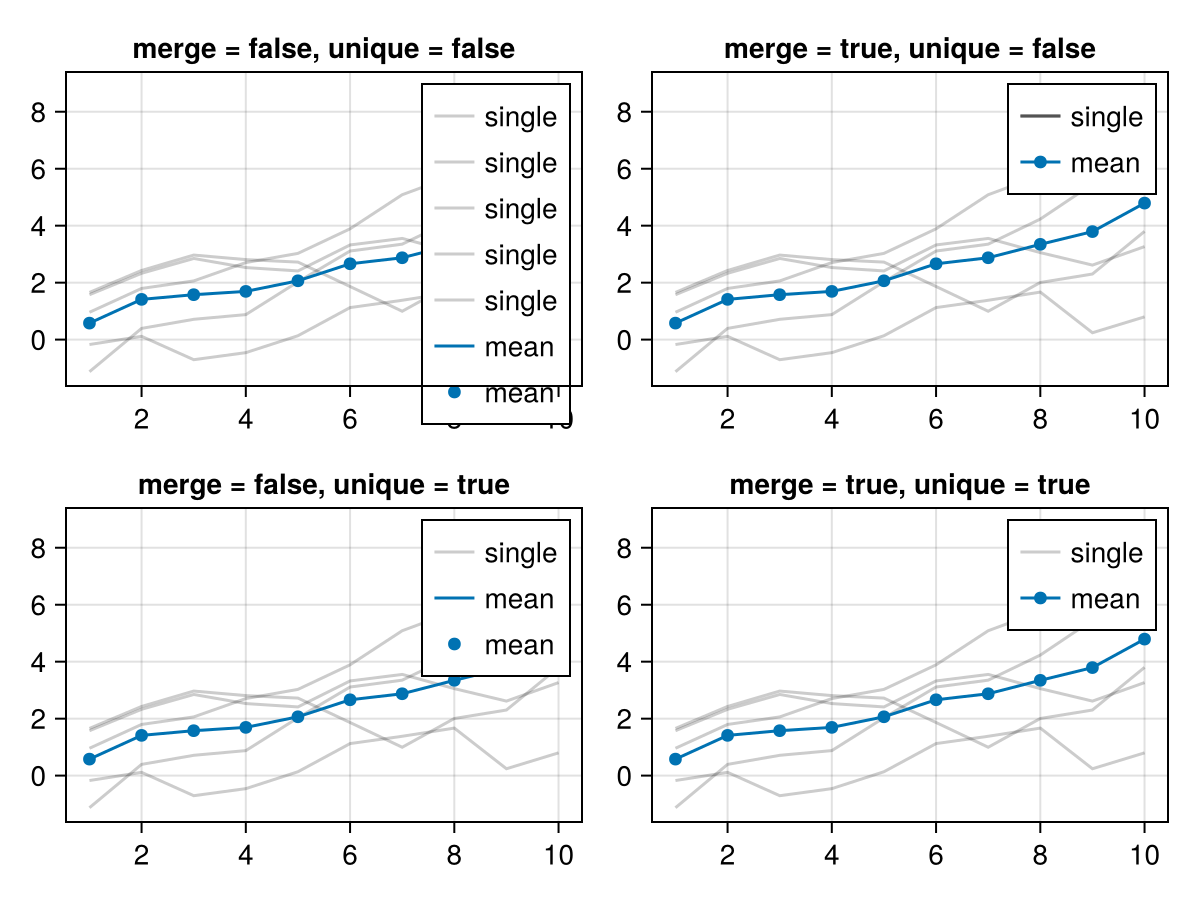 merge = false, unique = false
8
6
4
2
0
2
4
6
8
10
single
single
single
single
single
mean
mean
merge = true, unique = false
8
6
4
2
0
2
4
6
8
10
single
mean
merge = false, unique = true
8
6
4
2
0
2
4
6
8
10
single
mean
mean
merge = true, unique = true
8
6
4
2
0
2
4
6
8
10
single
mean